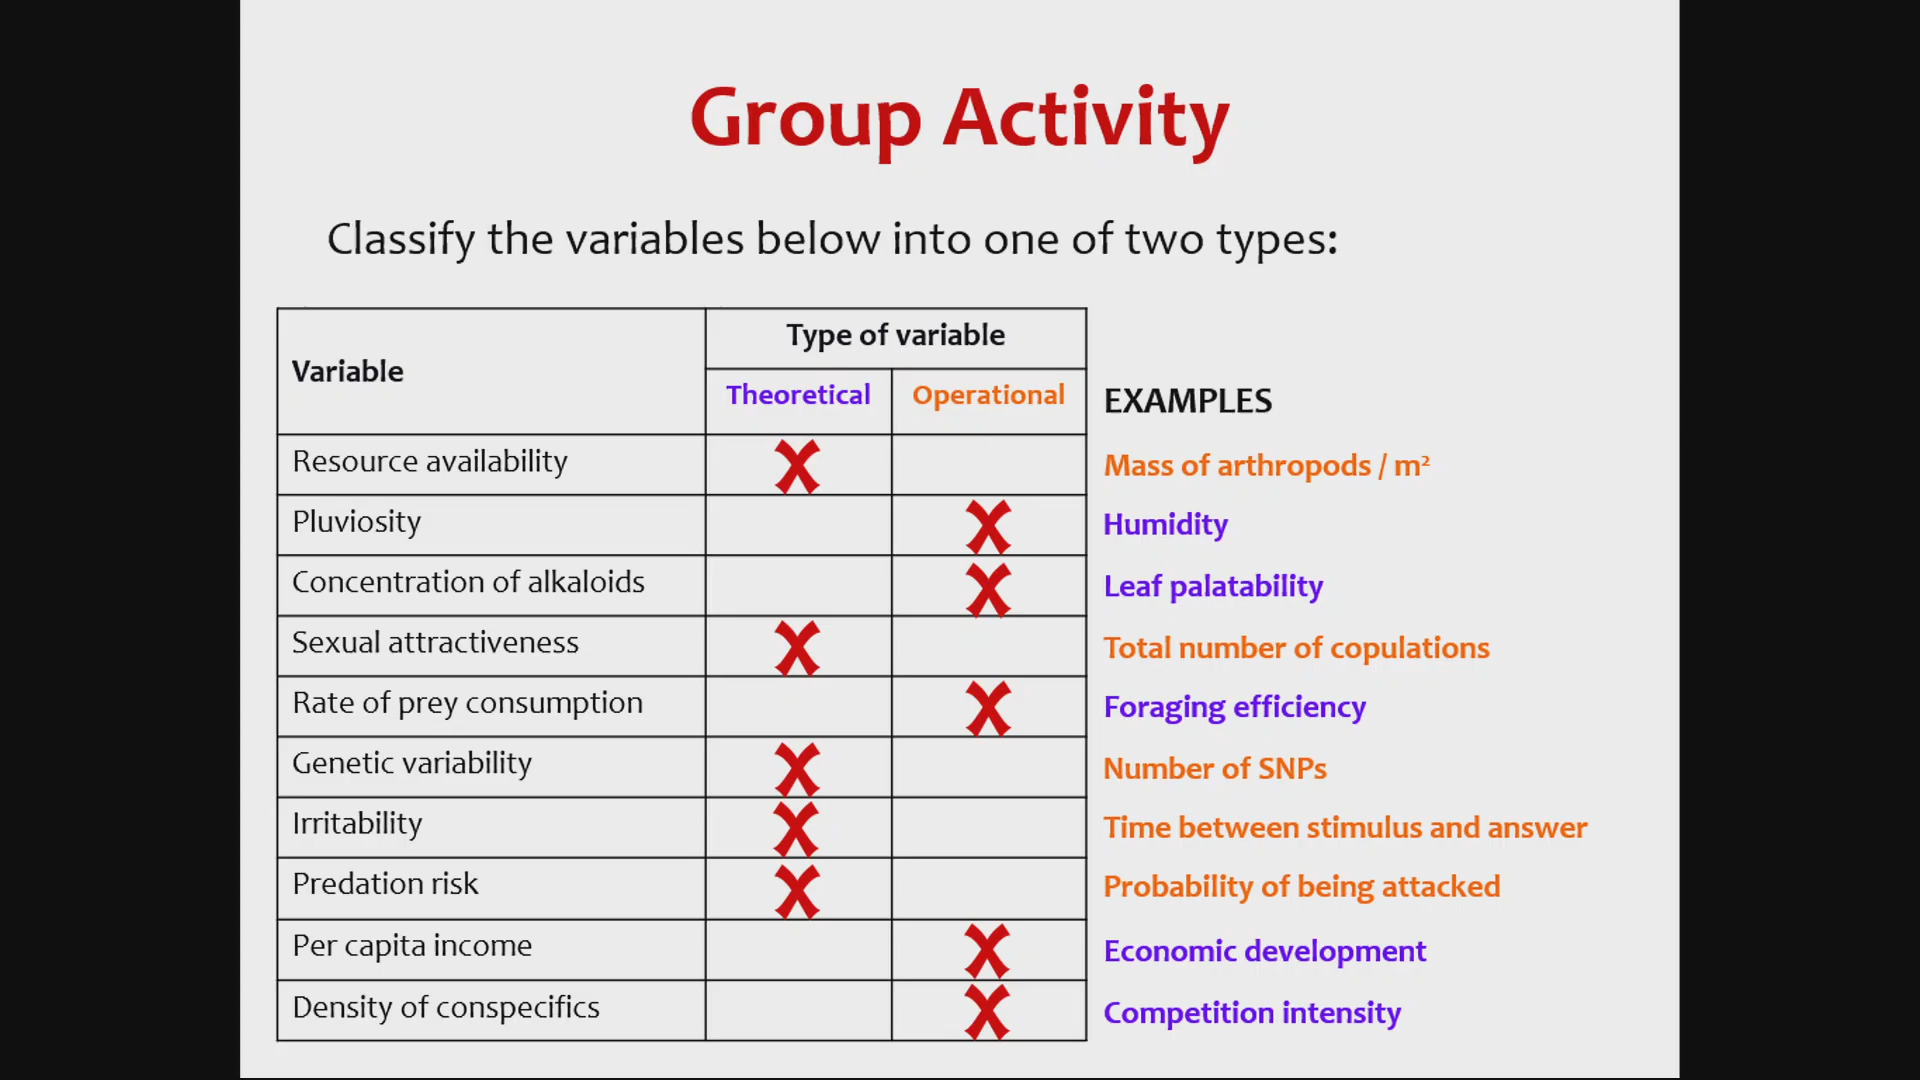 Group Activity
Classify the variables below into one of two types:
Variable
Type of variable
Theoretical Operational EXAMPLES
Resource availability X Mass of arthropods / m²
Pluviosity X Humidity
Concentration of alkaloids X Leaf palatability
Sexual attractiveness X Total number of copulations
Rate of prey consumption X Foraging efficiency
Genetic variability X Number of SNPs
Irritability X Time between stimulus and answer
Predation risk X Probability of being attacked
Per capita income X Economic development
Density of conspecifics X Competition intensity